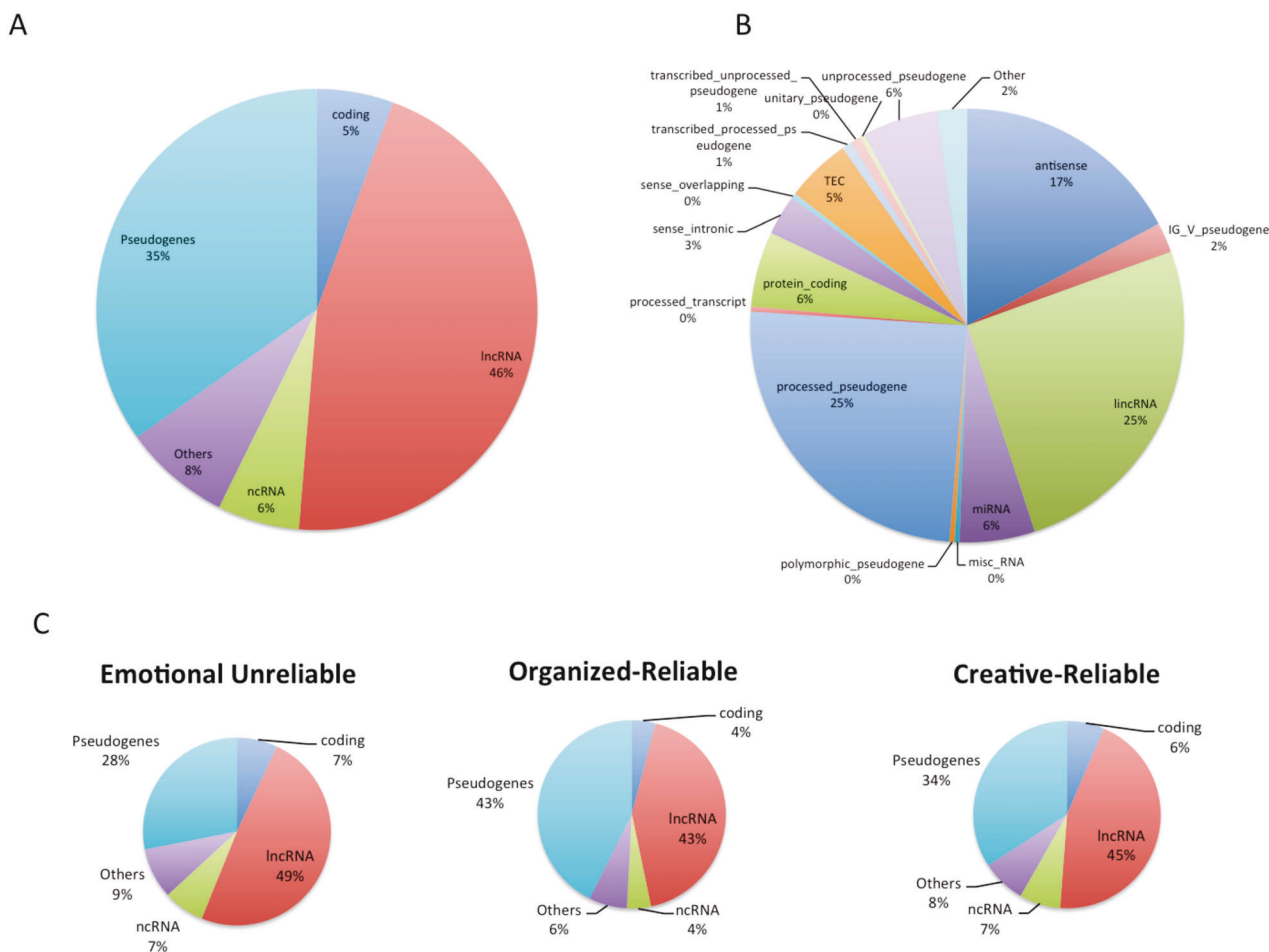 A
coding
5%
lncRNA
46%
ncRNA
6%
Others
8%
Pseudogenes
35%
B
transcribed_unprocessed_
pseudogene
1%
unitary_pseudogene
0%
unprocessed_pseudogene
6%
Other
2%
transcribed_processed_ps
eudogene
1%
antisense
17%
IG_V_pseudogene
2%
lincRNA
25%
miRNA
6%
misc_RNA
0%
polymorphic_pseudogene
0%
processed_pseudogene
25%
processed_transcript
0%
protein_coding
6%
sense_intronic
3%
sense_overlapping
0%
TEC
5%
C
Emotional Unreliable
Pseudogenes
28%
coding
7%
lncRNA
49%
Others
9%
ncRNA
7%
Organized-Reliable
coding
4%
Pseudogenes
43%
lncRNA
43%
Others
6%
ncRNA
4%
Creative-Reliable
coding
6%
Pseudogenes
34%
lncRNA
45%
Others
8%
ncRNA
7%